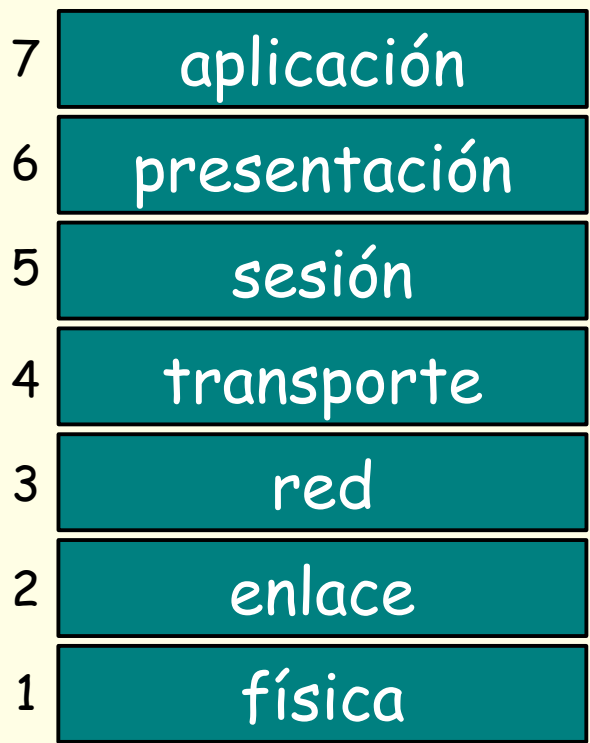 7 aplicación
6 presentación
5 sesión
4 transporte
3 red
2 enlace
1 física